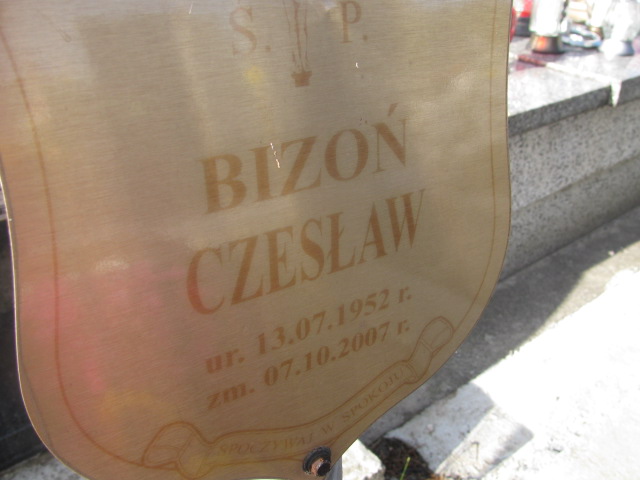 S. P.
BIZOŃ
CZESŁAW
ur. 13.07.1952 r.
zm. 07.10.2007 r.
SPOCZYWAJ W SPOKOJU